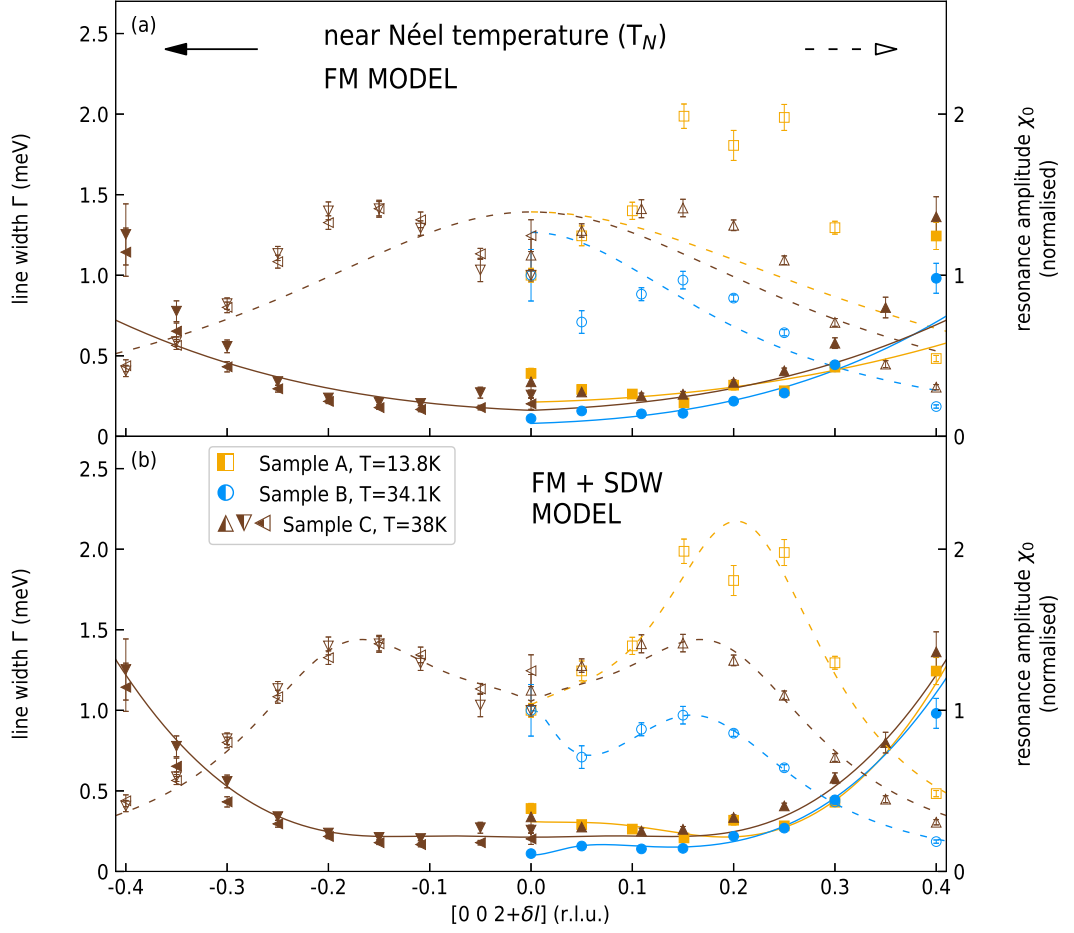 (a)
near Néel temperature (T_N)
FM MODEL
2.5
2.0
1.5
1.0
0.5
0
2
1
0
line width Γ (meV)
resonance amplitude χ₀
(normalised)
(b)
Sample A, T=13.8K
Sample B, T=34.1K
Sample C, T=38K
FM + SDW
MODEL
2.5
2.0
1.5
1.0
0.5
0
2
1
0
line width Γ (meV)
resonance amplitude χ₀
(normalised)
-0.4 -0.3 -0.2 -0.1 0.0 0.1 0.2 0.3 0.4
[0 0 2+δl] (r.l.u.)